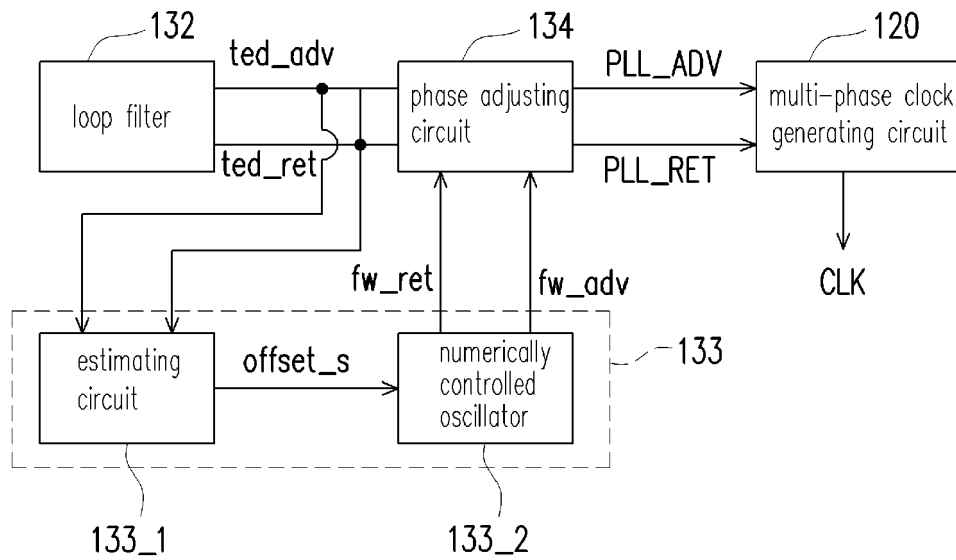 132
134
120
ted_adv
PLL_ADV
loop filter
phase adjusting
circuit
multi-phase clock
generating circuit
ted_ret
PLL_RET
fw_ret
fw_adv
CLK
estimating
circuit
offset_s
numerically
controlled
oscillator
133
133_1
133_2